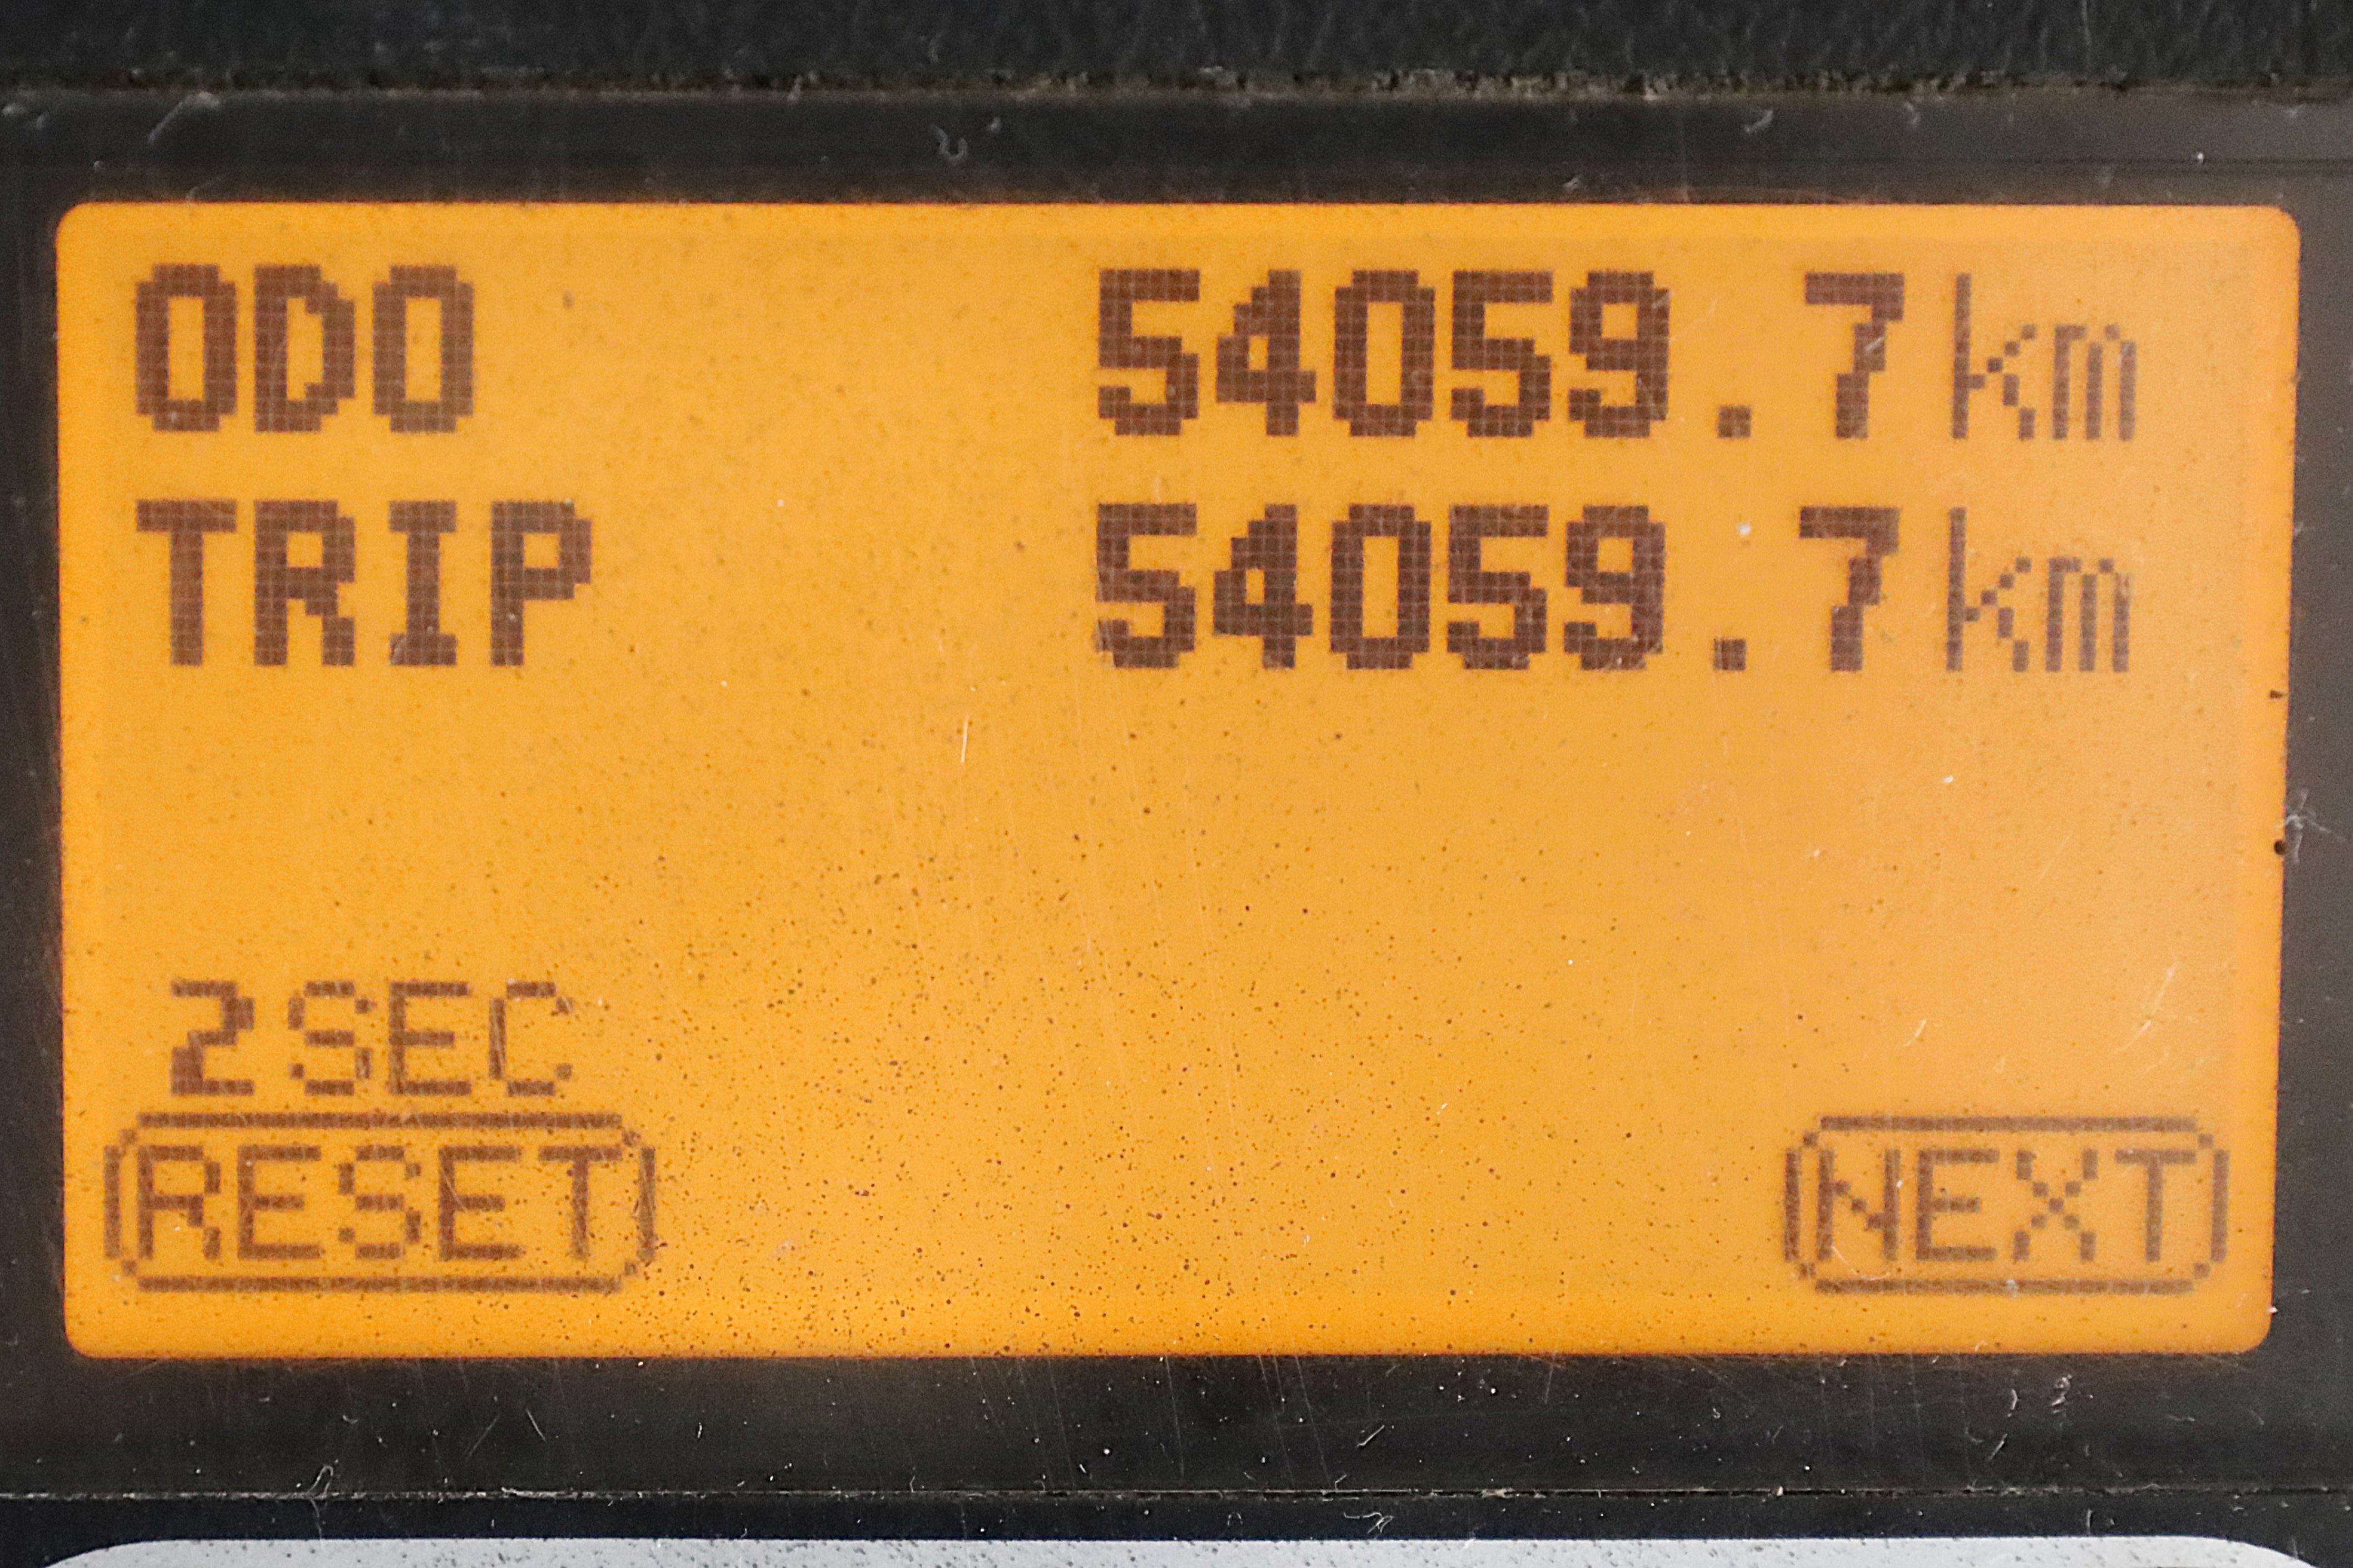 ODO 54059.7km
TRIP 54059.7km
2SEC
RESET NEXT